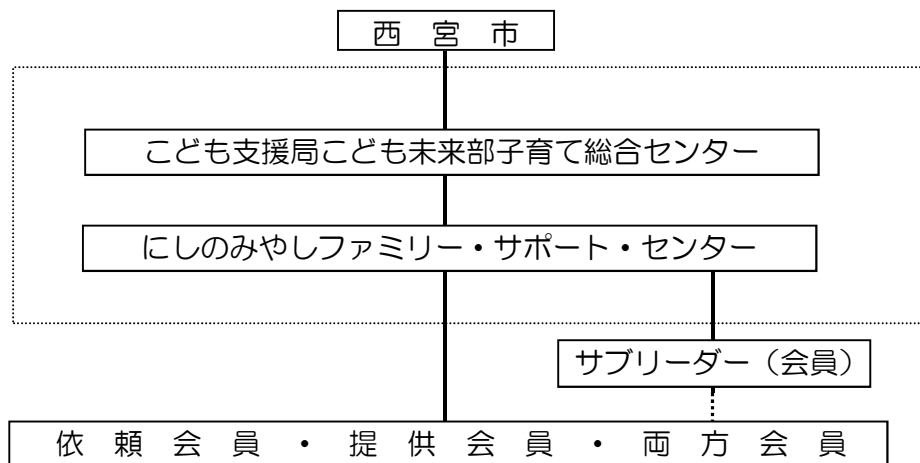 西宮市
こども支援局こども未来部子育て総合センター
にしのみやしファミリー・サポート・センター
サブリーダー（会員）
依頼会員・提供会員・両方会員